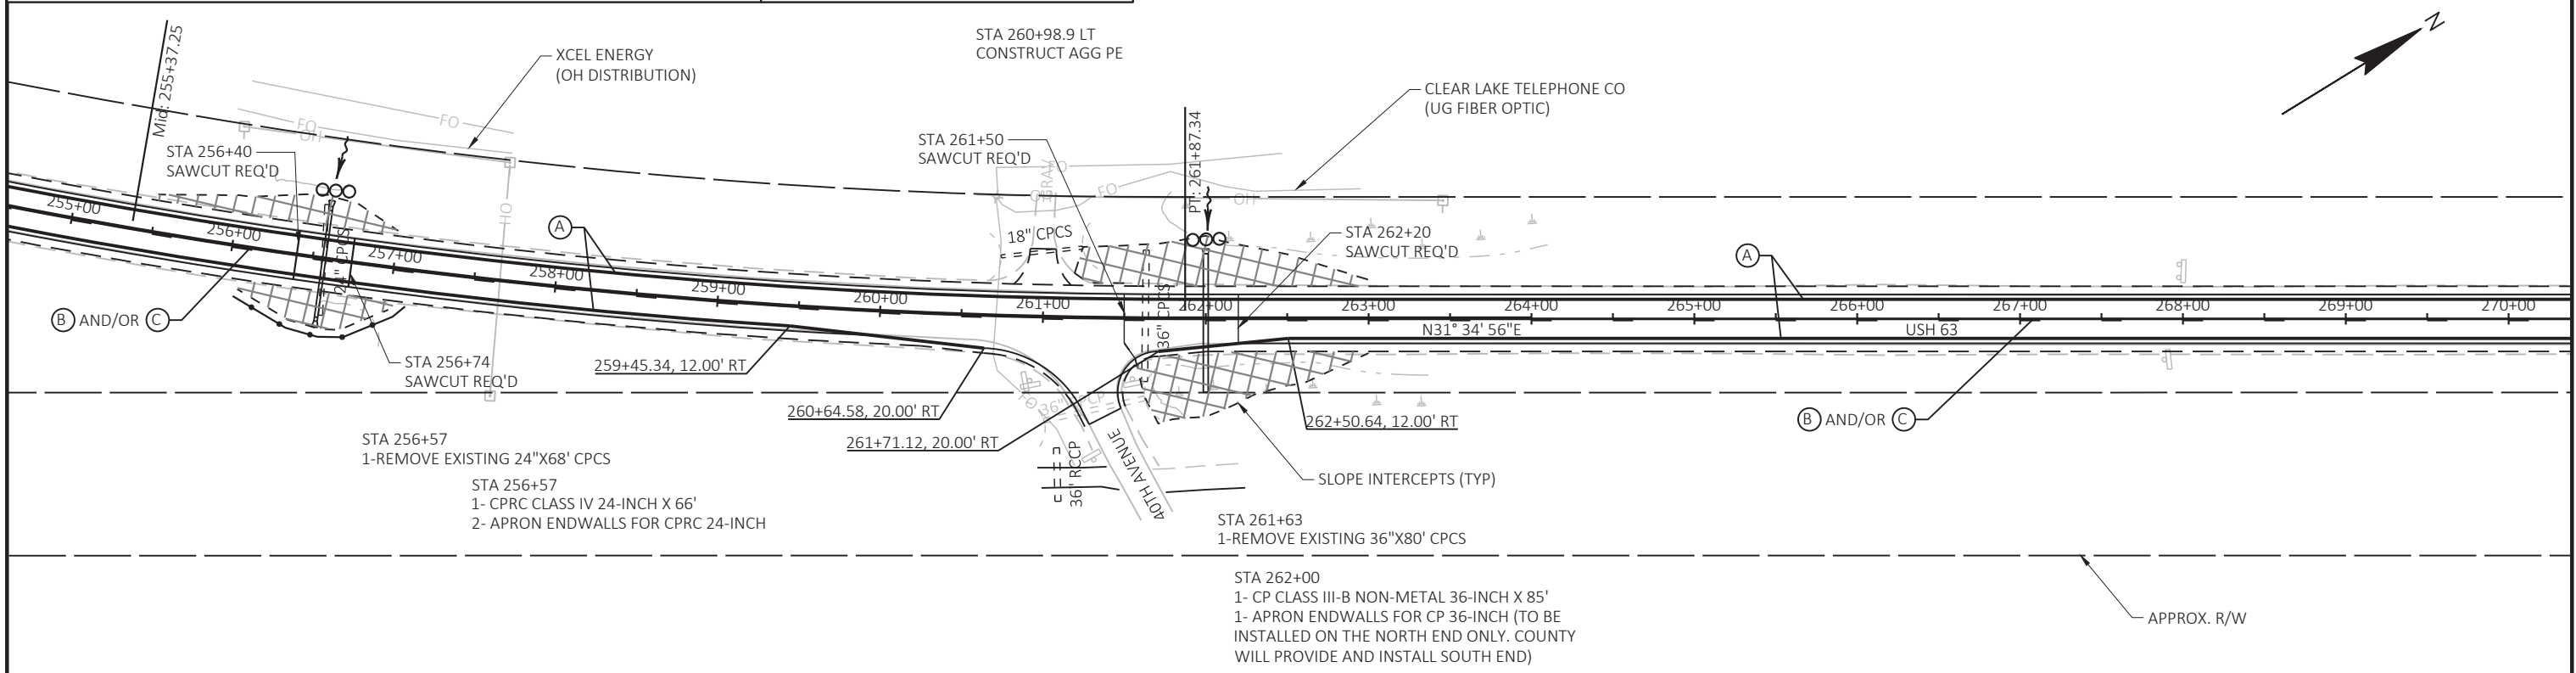 STA 260+98.9 LT
CONSTRUCT AGG PE
N
Mid: 255+37.25
XCEL ENERGY
(OH DISTRIBUTION)
CLEAR LAKE TELEPHONE CO
(UG FIBER OPTIC)
FO
FO
OH
STA 256+40
SAWCUT REQ'D
STA 261+50
SAWCUT REQ'D
PT: 261+87.34
FO
FO
OH
OH
18" CPCS
STA 262+20
SAWCUT REQ'D
A
A
24" CPCS
36" CPCS
255+00
256+00
257+00
258+00
259+00
260+00
261+00
262+00
263+00
264+00
265+00
266+00
267+00
268+00
269+00
270+00
N31° 34' 56"E
USH 63
B AND/OR C
STA 256+74
SAWCUT REQ'D
259+45.34, 12.00' RT
260+64.58, 20.00' RT
261+71.12, 20.00' RT
262+50.64, 12.00' RT
B AND/OR C
FO
36" RCCP
40TH AVENUE
SLOPE INTERCEPTS (TYP)
STA 256+57
1-REMOVE EXISTING 24"X68' CPCS
STA 256+57
1- CPRC CLASS IV 24-INCH X 66'
2- APRON ENDWALLS FOR CPRC 24-INCH
STA 261+63
1-REMOVE EXISTING 36"X80' CPCS
STA 262+00
1- CP CLASS III-B NON-METAL 36-INCH X 85'
1- APRON ENDWALLS FOR CP 36-INCH (TO BE
INSTALLED ON THE NORTH END ONLY. COUNTY
WILL PROVIDE AND INSTALL SOUTH END)
APPROX. R/W